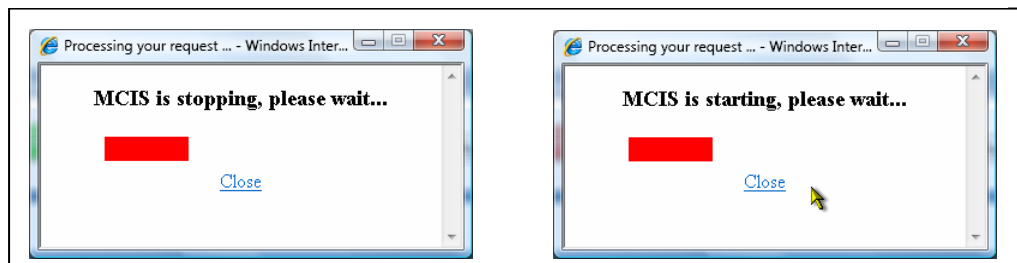 Processing your request ... - Windows Inter...
MCIS is stopping, please wait...
Close
Processing your request ... - Windows Inter...
MCIS is starting, please wait...
Close